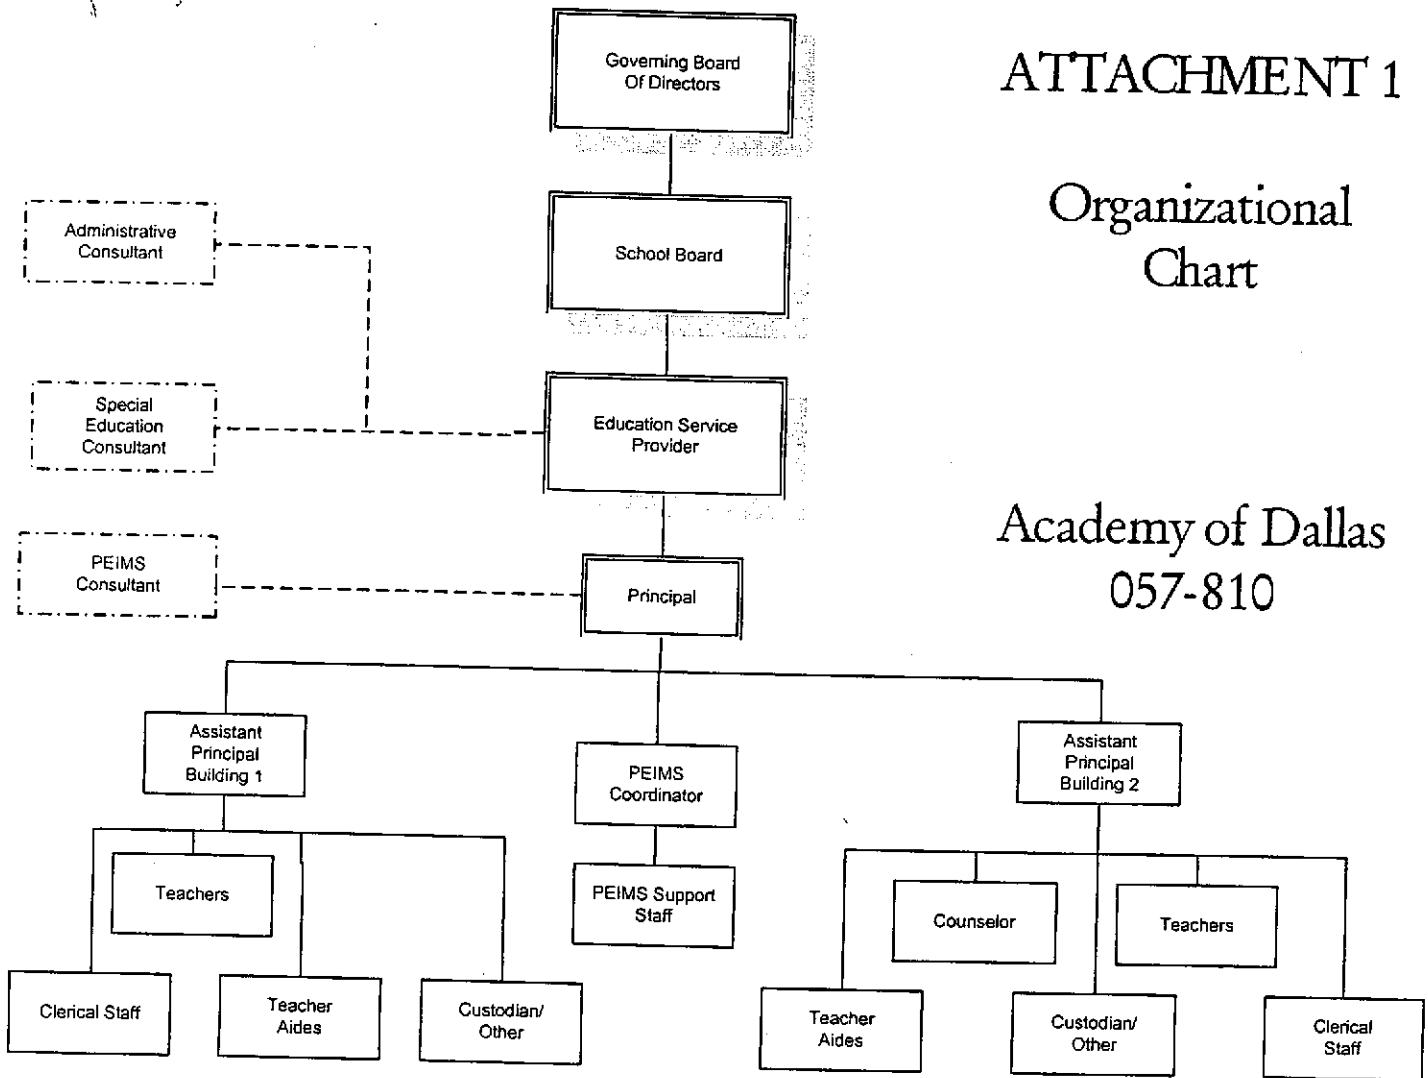 Governing Board
Of Directors
ATTACHMENT 1
Organizational
Chart
Administrative
Consultant
School Board
Special
Education
Consultant
Education Service
Provider
Academy of Dallas
057-810
PEIMS
Consultant
Principal
Assistant
Principal
Building 1
PEIMS
Coordinator
Assistant
Principal
Building 2
Teachers
PEIMS Support
Staff
Counselor
Teachers
Clerical Staff
Teacher
Aides
Custodian/
Other
Teacher
Aides
Custodian/
Other
Clerical
Staff